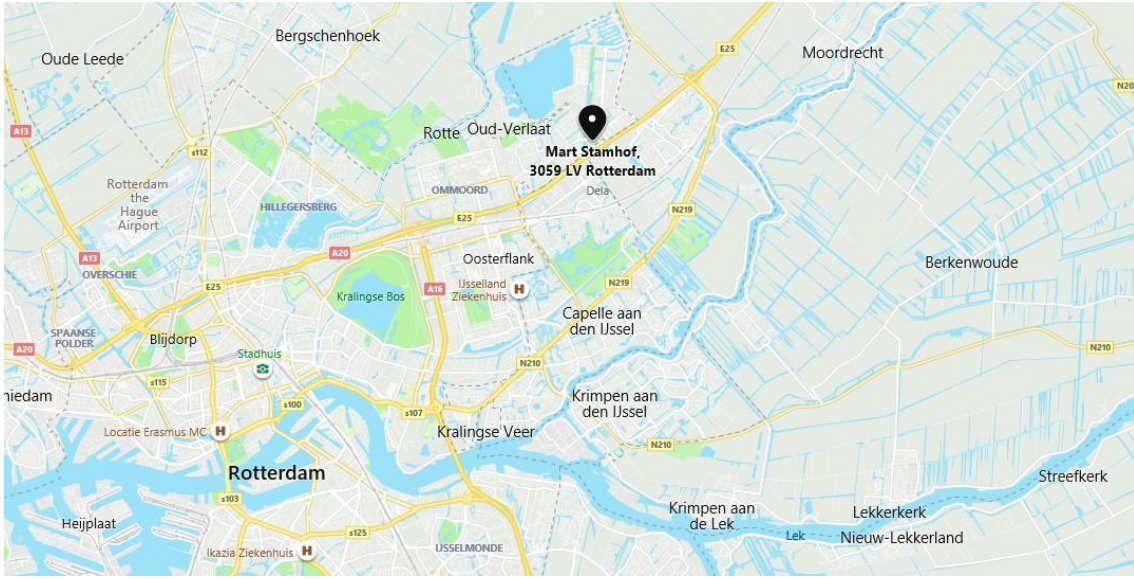 Bergschenhoek
Oude Leede
Moordrecht
E25
N20
A13
Rotte
Oud-Verlaat
s112
Mart Stamhof,
3059 LV Rotterdam
Rotterdam
the
Hague
Airport
HILLEGERSBERG
OMMOORD
Dela
E25
N219
A20
A13
OVERSCHIE
Oosterflank
Berkenwoude
E25
Kralingse Bos
A16
IJsselland
Ziekenhuis
H
N219
Capelle aan
den IJssel
SPAANSE
POLDER
Blijdorp
A20
Stadhuis
N210
N210
s115
niedam
s100
s107
Krimpen aan
den IJssel
Locatie Erasmus MC
H
Kralingse Veer
N210
Rotterdam
Streefkerk
s103
Krimpen aan
de Lek
Lekkerkerk
Heijplaat
s125
Lek
Nieuw-Lekkerland
Ikazia Ziekenhuis
H
IJSSELMONDE